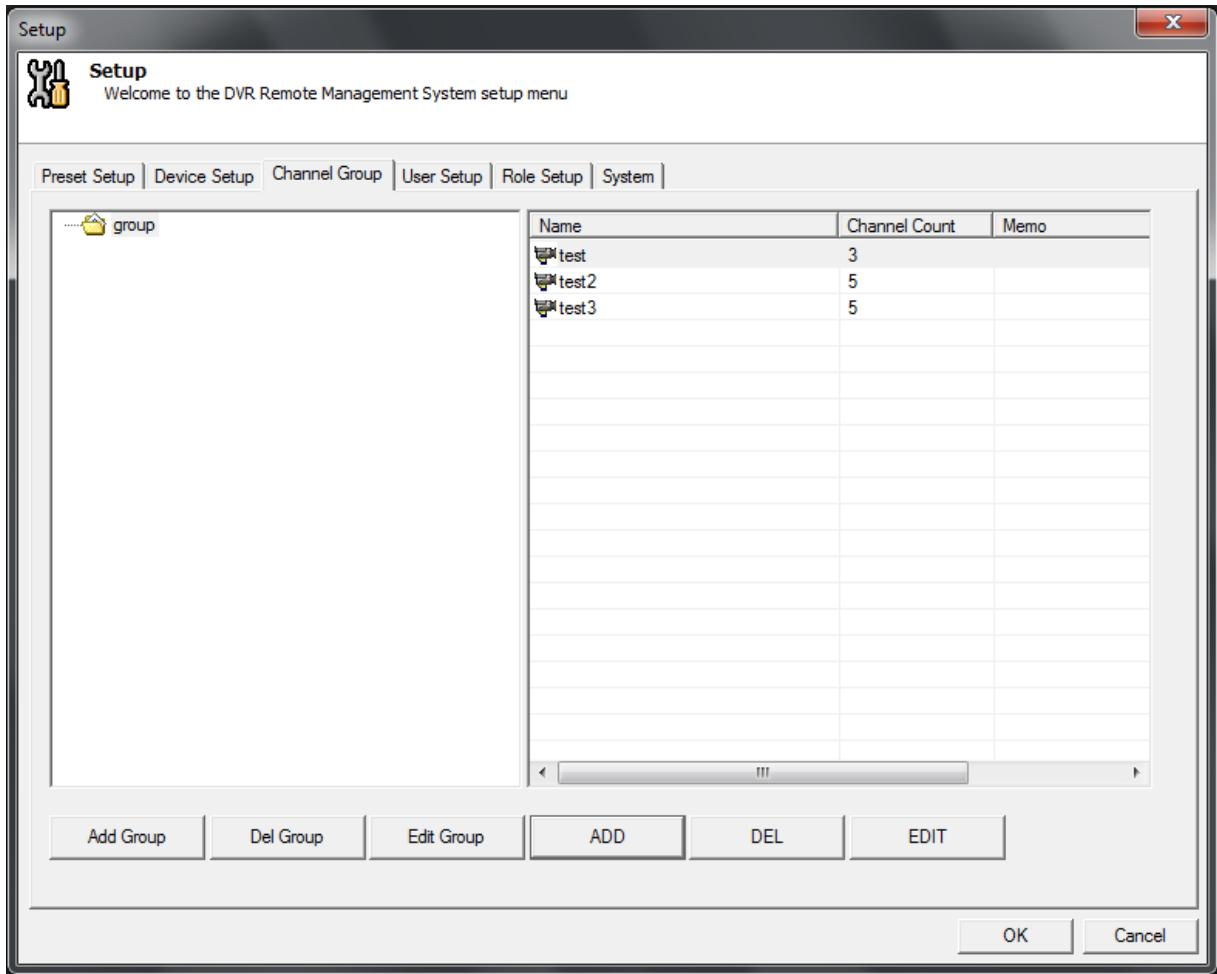 Setup
Setup
Welcome to the DVR Remote Management System setup menu
Preset Setup Device Setup Channel Group User Setup Role Setup System
group
Name Channel Count Memo
test 3
test2 5
test3 5
Add Group Del Group Edit Group ADD DEL EDIT
OK Cancel